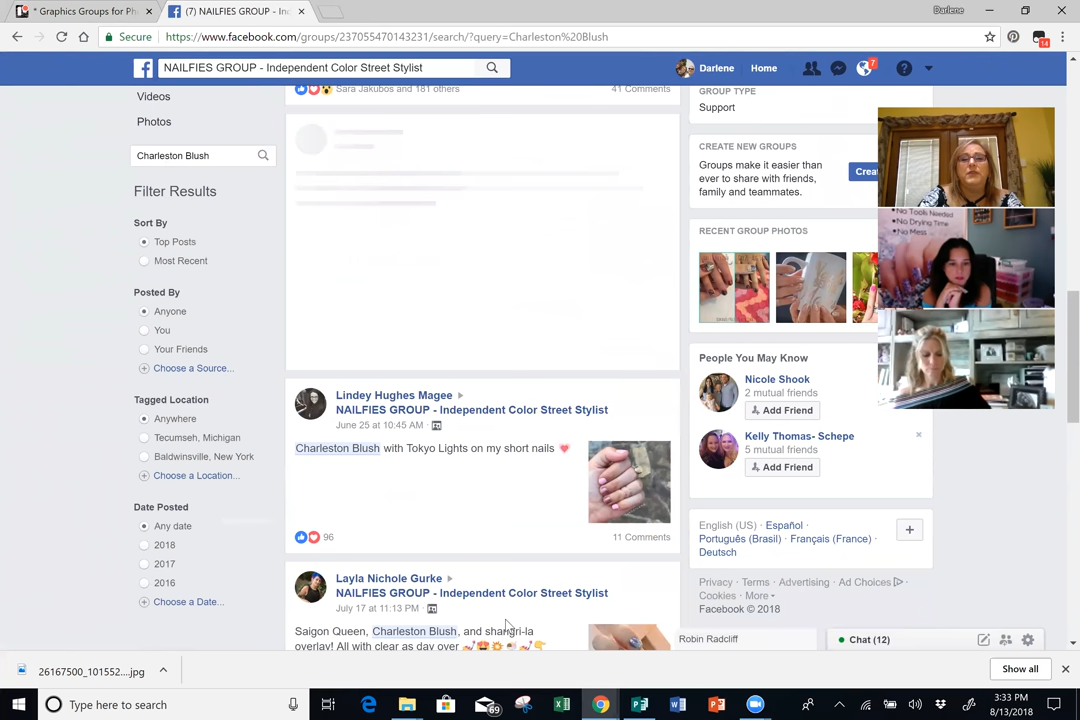 * Graphics Groups for Ph
(7) NAILFIES GROUP - Ind
Darlene
Secure
https://www.facebook.com/groups/237055470143231/search/?query=Charleston%20Blush
14
NAILFIES GROUP - Independent Color Street Stylist
Darlene
Home
7
Videos
Photos
Charleston Blush
Filter Results
Sort By
Top Posts
Most Recent
Posted By
Anyone
You
Your Friends
Choose a Source...
Tagged Location
Anywhere
Tecumseh, Michigan
Baldwinsville, New York
Choose a Location...
Date Posted
Any date
2018
2017
2016
Choose a Date...
Sara Jakubos and 181 others
41 Comments
Lindey Hughes Magee
NAILFIES GROUP - Independent Color Street Stylist
June 25 at 10:45 AM
Charleston Blush with Tokyo Lights on my short nails
96
11 Comments
Layla Nichole Gurke
NAILFIES GROUP - Independent Color Street Stylist
July 17 at 11:13 PM
Saigon Queen, Charleston Blush, and shangri-la
overlay! All with clear as day over
GROUP TYPE
Support
CREATE NEW GROUPS
Groups make it easier than
ever to share with friends,
family and teammates.
Crea
RECENT GROUP PHOTOS
People You May Know
Nicole Shook
2 mutual friends
Add Friend
Kelly Thomas- Schepe
5 mutual friends
Add Friend
English (US) · Español ·
Português (Brasil) · Français (France) ·
Deutsch
Privacy · Terms · Advertising · Ad Choices ·
Cookies · More
Facebook © 2018
•No Tools Needed
•No Drying Time
•No Mess
Robin Radcliff
Chat (12)
26167500_101552....jpg
Show all
Type here to search
69
3:33 PM
8/13/2018